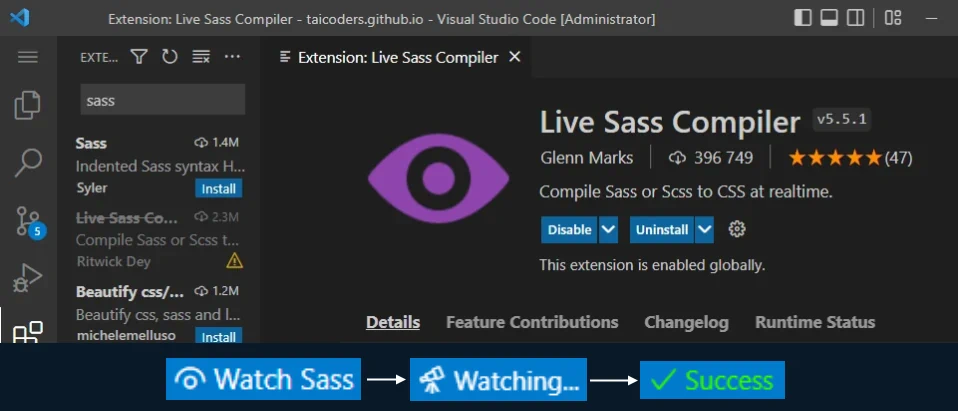 Extension: Live Sass Compiler - taicoders.github.io - Visual Studio Code [Administrator]
EXTE...
Extension: Live Sass Compiler
sass
Sass 1.4M
Indented Sass syntax H...
Syler Install
Live Sass Co... 2.3M
Compile Sass or Scss t...
Ritwick Dey
Beautify css/... 1.2M
Beautify css, sass and l...
michelemelluso Install
5
Live Sass Compiler v5.5.1
Glenn Marks 396 749 (47)
Compile Sass or Scss to CSS at realtime.
Disable Uninstall
This extension is enabled globally.
Details Feature Contributions Changelog Runtime Status
Watch Sass Watching... Success